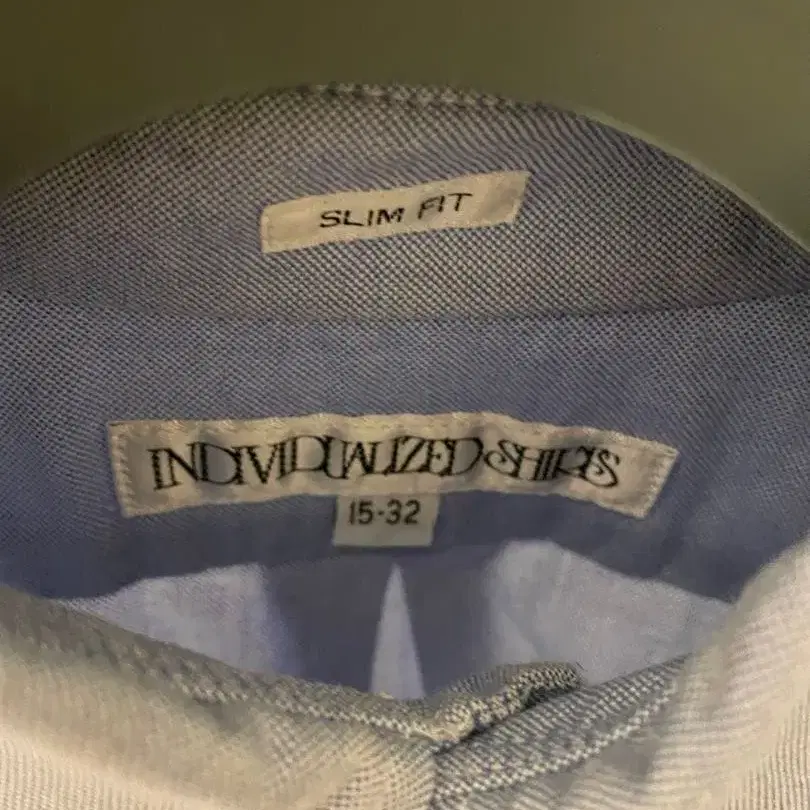 SLIM FIT
INDIVIDUALIZED SHIRTS
15-32